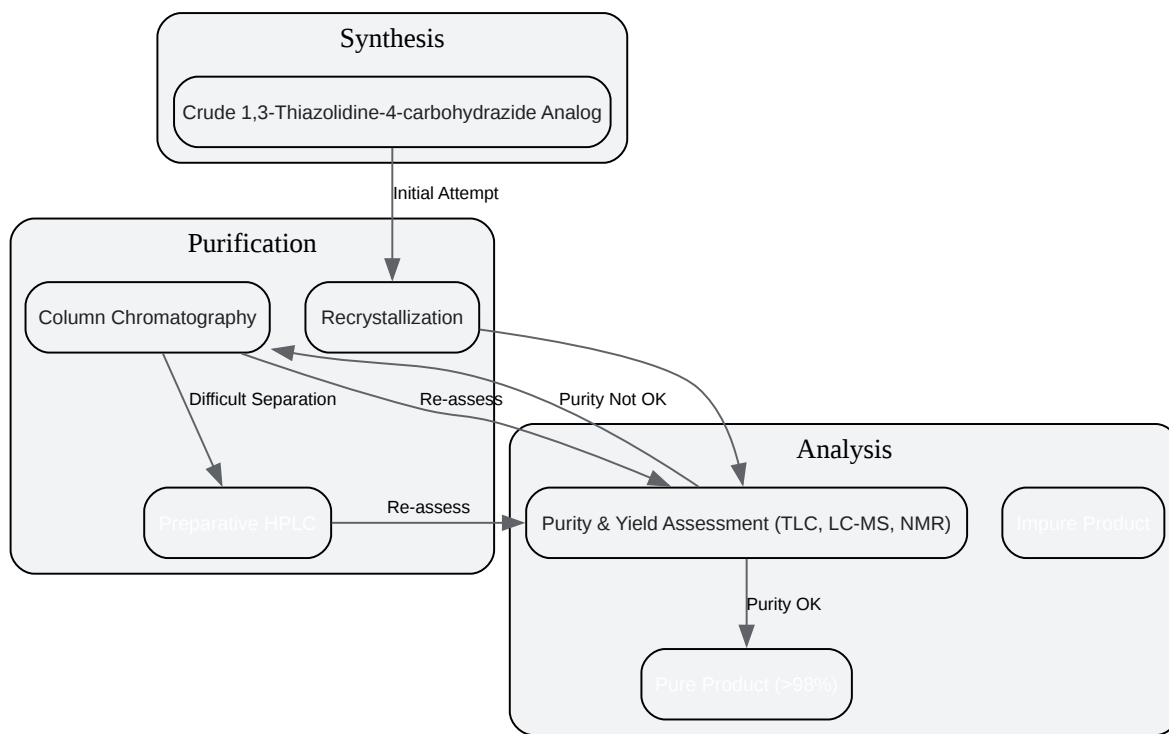 Synthesis
Crude 1,3-Thiazolidine-4-carbohydrazide Analog
Initial Attempt
Purification
Column Chromatography
Recrystallization
Difficult Separation
Re-assess
Purity Not OK
Analysis
Preparative HPLC
Re-assess
Purity & Yield Assessment (TLC, LC-MS, NMR)
Impure Product
Purity OK
Pure Product (>98%)